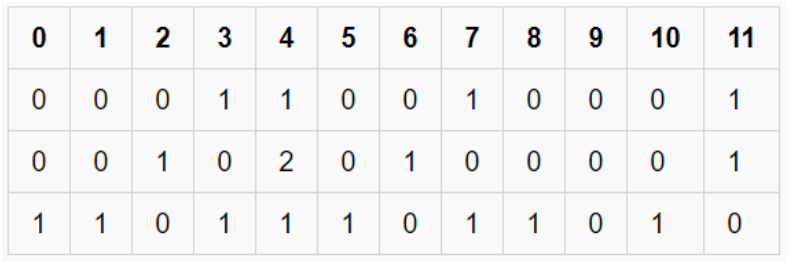 0 1 2 3 4 5 6 7 8 9 10 11
0 0 0 1 1 0 0 1 0 0 0 1
0 0 1 0 2 0 1 0 0 0 0 1
1 1 0 1 1 1 0 1 1 0 1 0